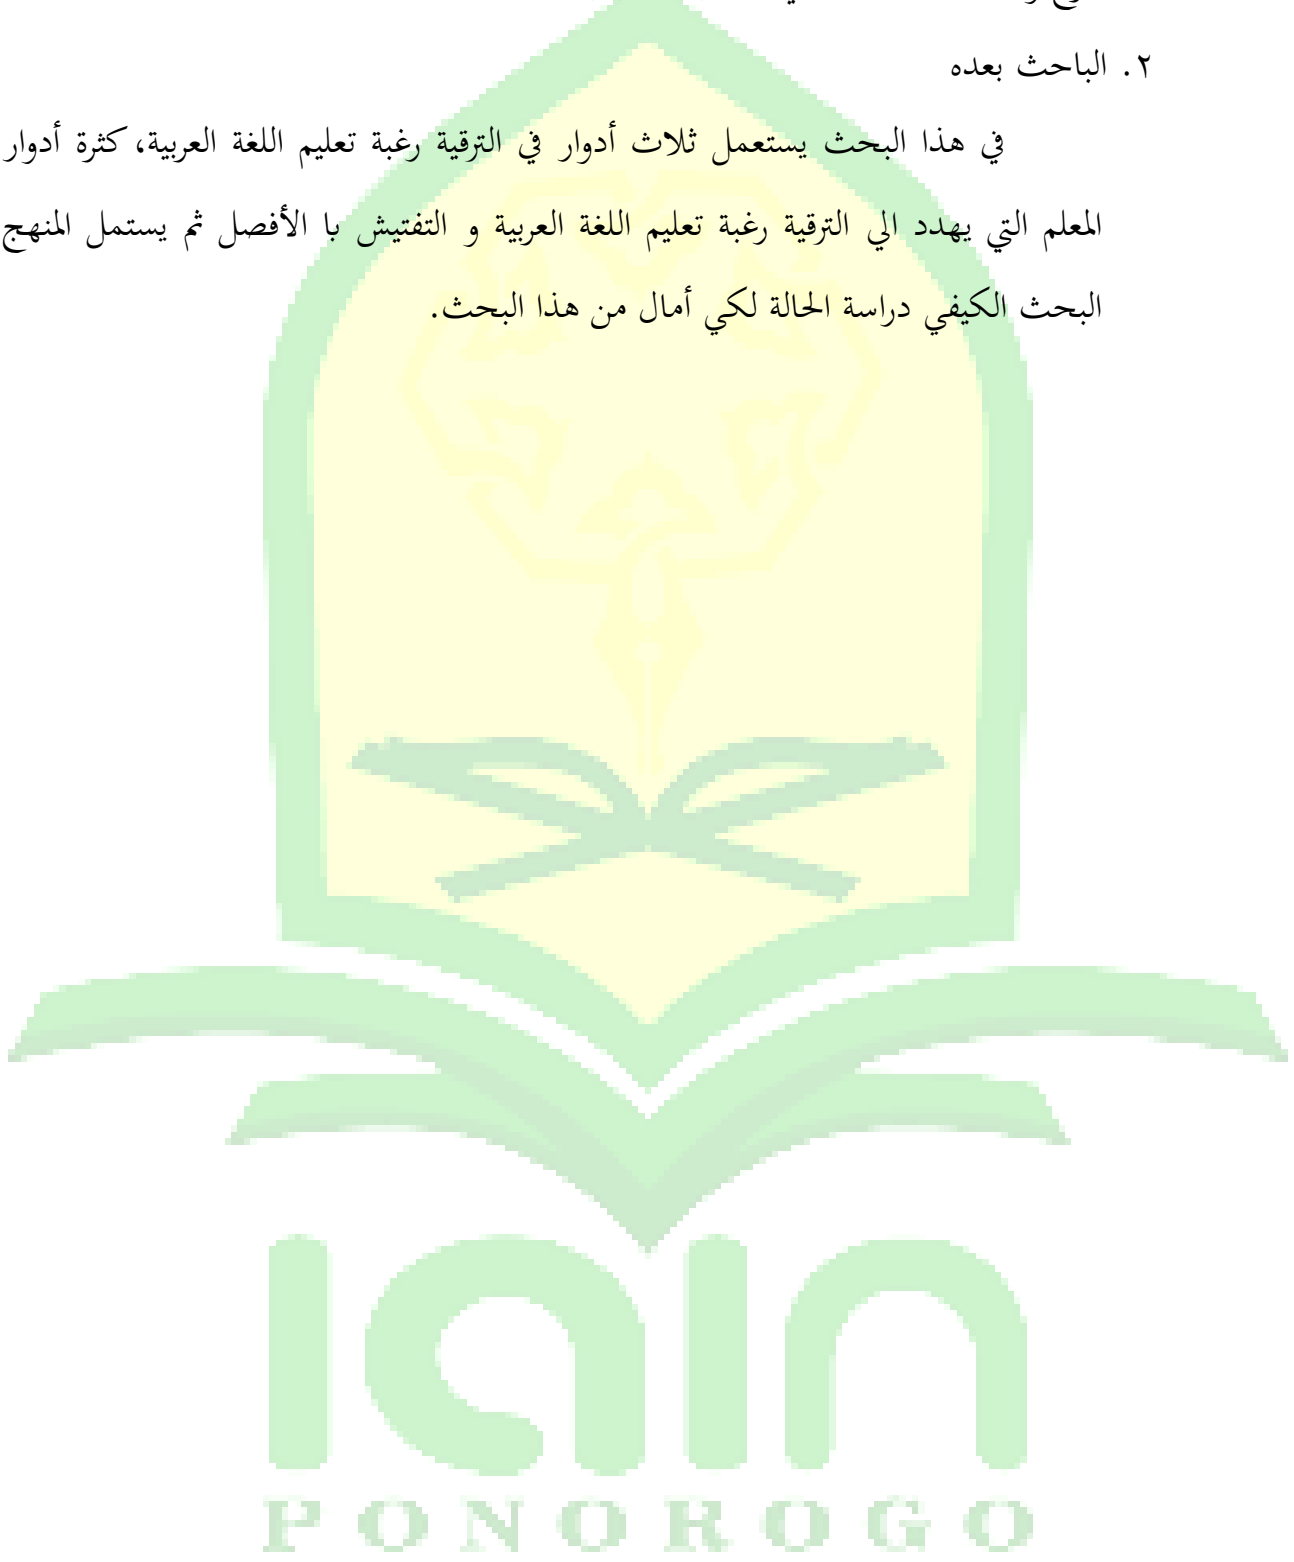 ٢. الباحث بعده
في هذا البحث يستعمل ثلاث أدوار في الترقية رغبة تعليم اللغة العربية، كثرة أدوار
المعلم التي يهدد الي الترقية رغبة تعليم اللغة العربية و التفتيش با الأفصل ثم يستمل المنهج
البحث الكيفي دراسة الحالة لكي أمال من هذا البحث.
iain
PONOROGO